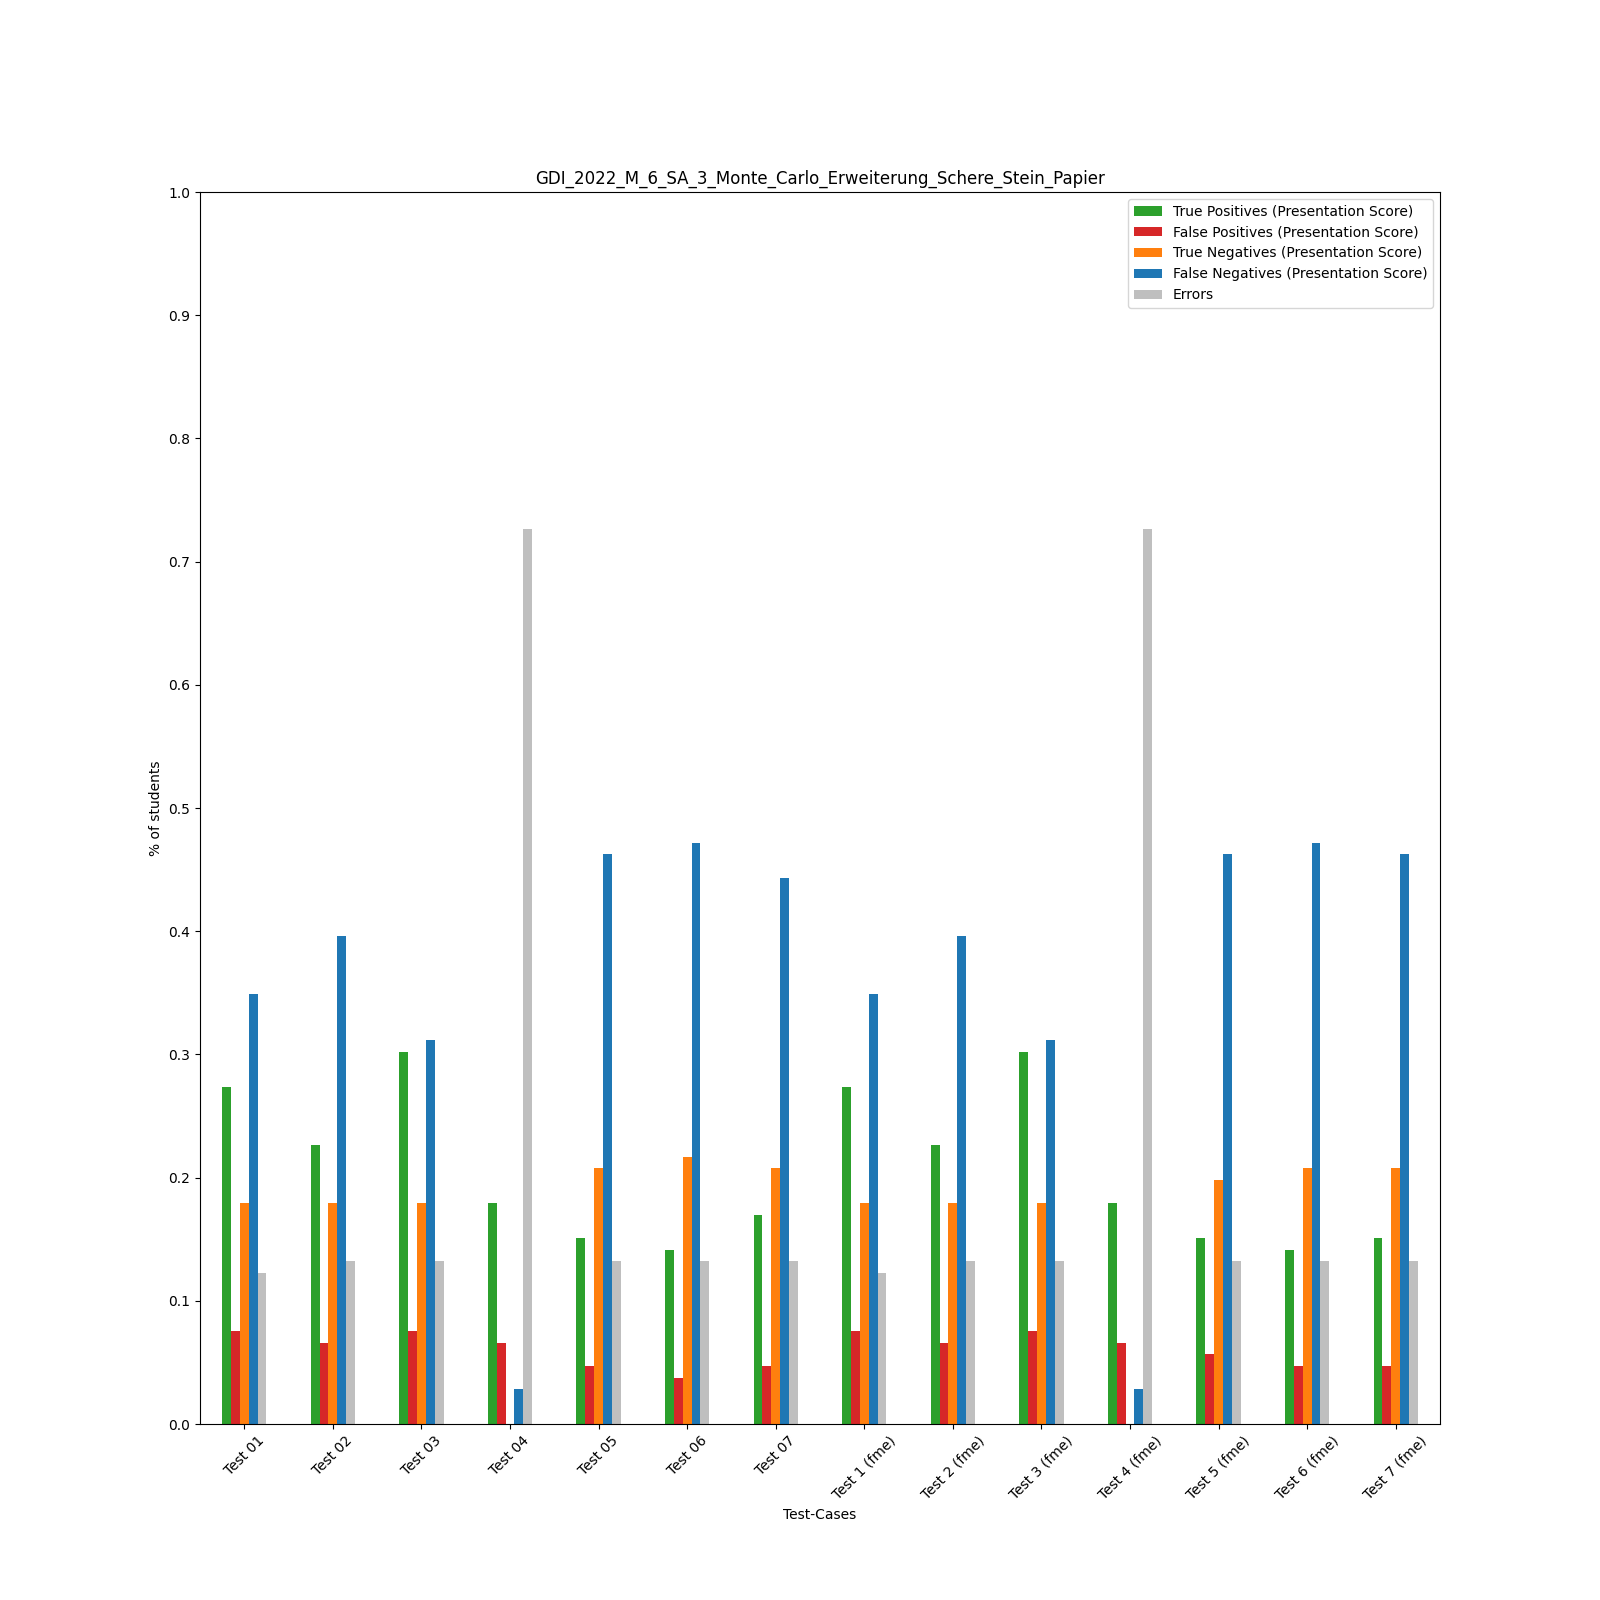 GDI_2022_M_6_SA_3_Monte_Carlo_Erweiterung_Schere_Stein_Papier
True Positives (Presentation Score)
False Positives (Presentation Score)
True Negatives (Presentation Score)
False Negatives (Presentation Score)
Errors
1.0
0.9
0.8
0.7
0.6
0.5
0.4
0.3
0.2
0.1
0.0
% of students
Test 01
Test 02
Test 03
Test 04
Test 05
Test 06
Test 07
Test 1 (fme)
Test 2 (fme)
Test 3 (fme)
Test 4 (fme)
Test 5 (fme)
Test 6 (fme)
Test 7 (fme)
Test-Cases